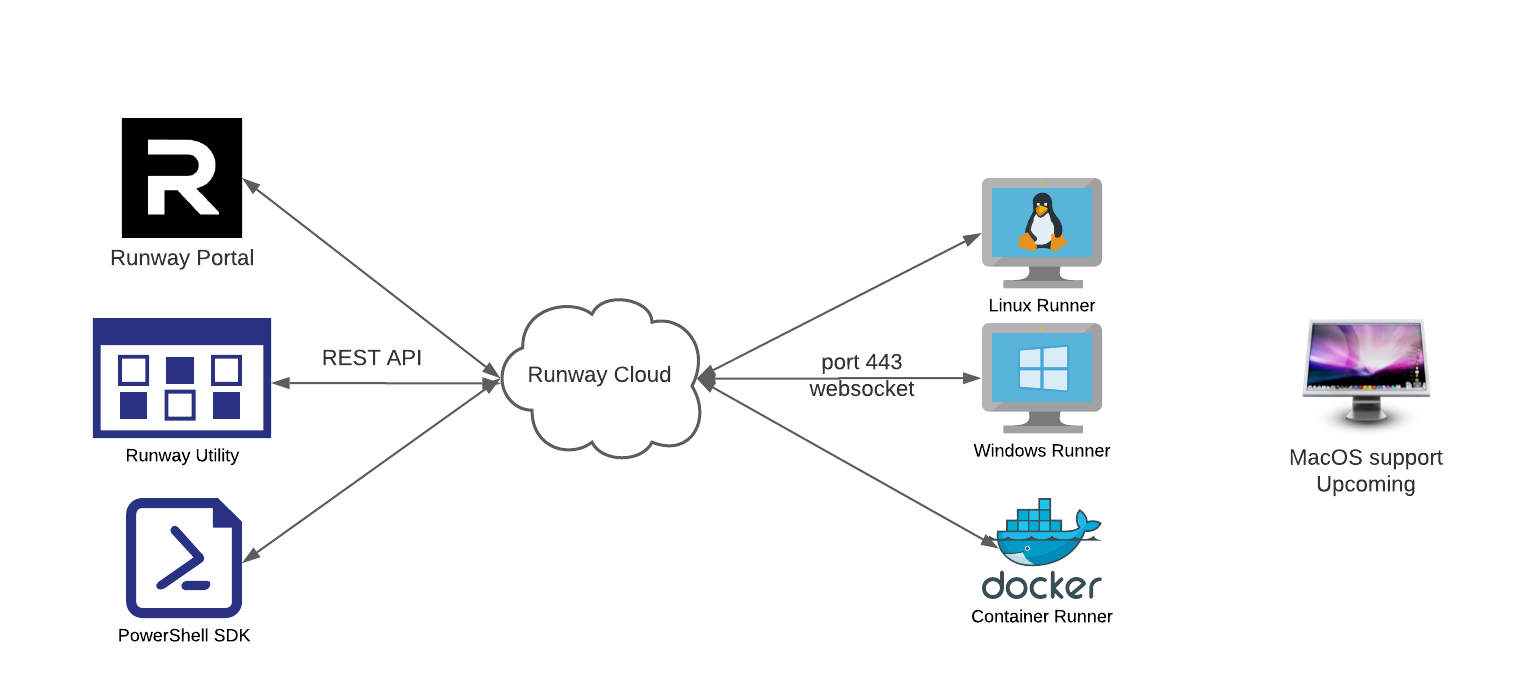 R
Runway Portal
REST API
Runway Utility
PowerShell SDK
Runway Cloud
port 443
websocket
Linux Runner
Windows Runner
docker
Container Runner
MacOS support
Upcoming